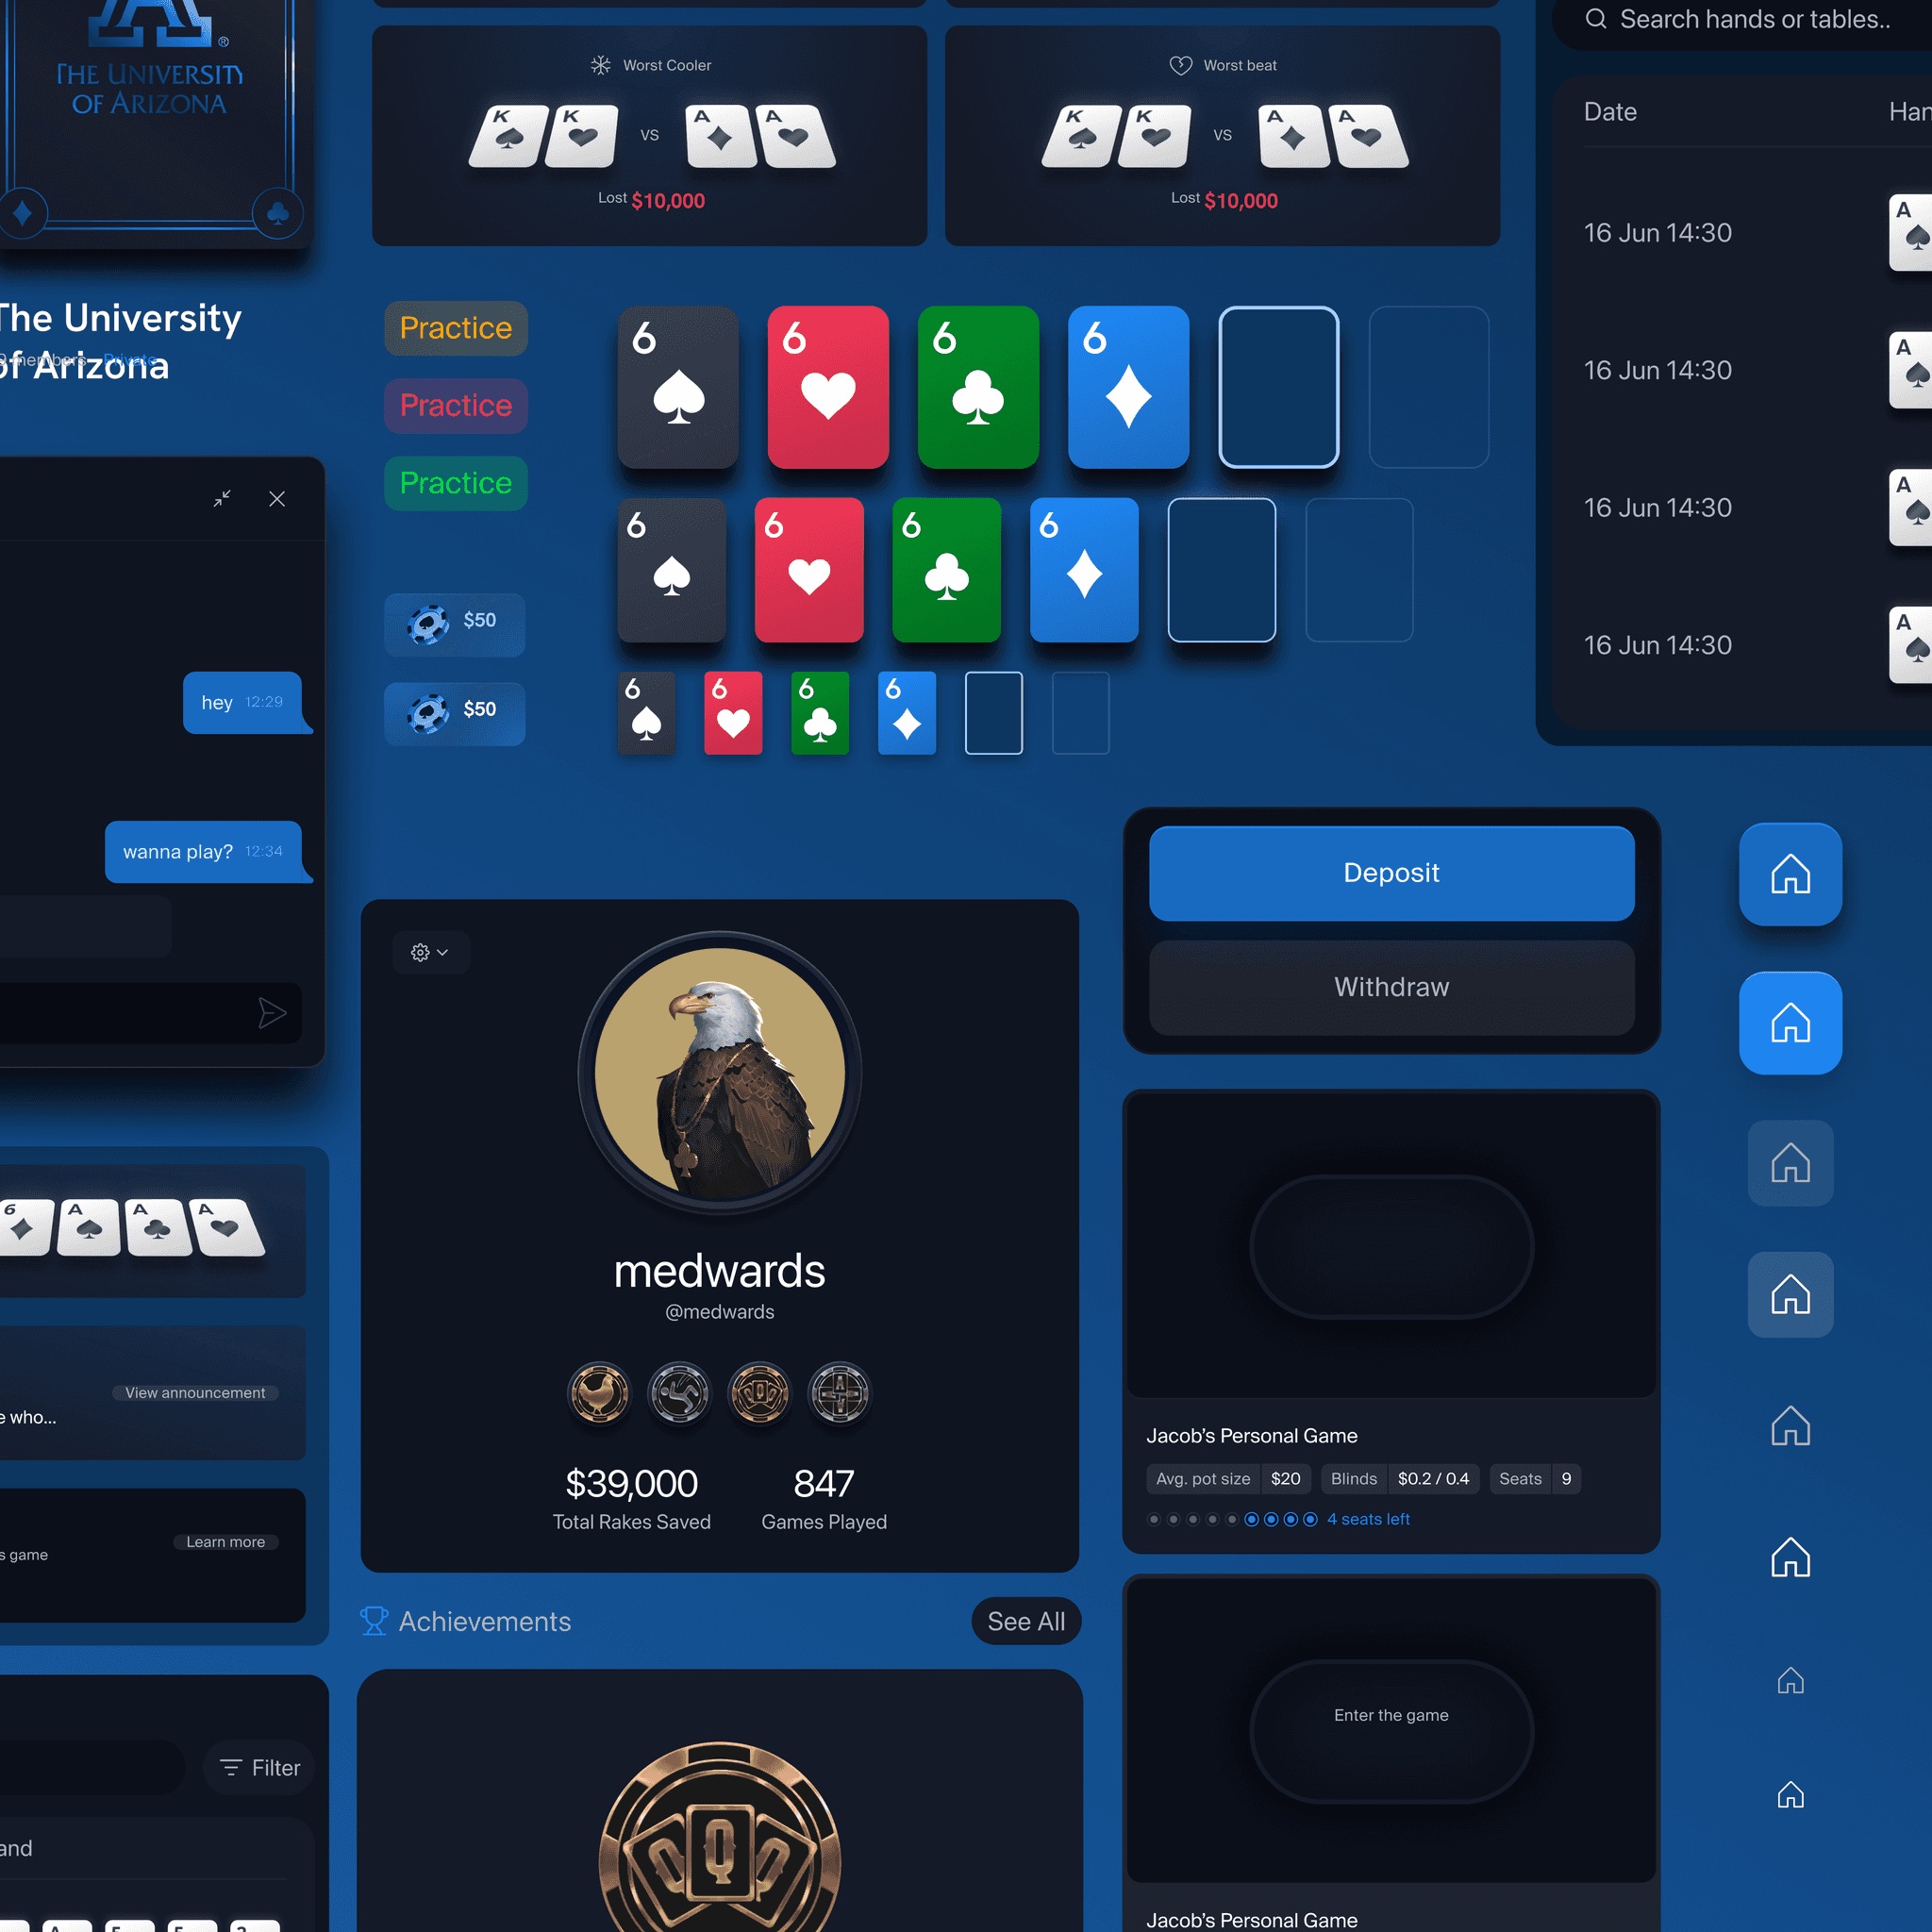 ®
THE UNIVERSITY
OF ARIZONA
The University
of Arizona
members Private
hey 12:29
wanna play? 12:34
6 A A A
View announcement
e who...
Learn more
s game
Filter
and
Worst Cooler
K K VS A A
Lost $10,000
Worst beat
K K VS A A
Lost $10,000
Practice
Practice
Practice
$50
$50
6 6 6 6
6 6 6 6
6 6 6 6
medwards
@medwards
$39,000
Total Rakes Saved
847
Games Played
Achievements
See All
Q Q Q
Deposit
Withdraw
Jacob’s Personal Game
Avg. pot size $20 Blinds $0.2 / 0.4 Seats 9
4 seats left
Enter the game
Jacob’s Personal Game
Search hands or tables..
Date Han
16 Jun 14:30 A
16 Jun 14:30 A
16 Jun 14:30 A
16 Jun 14:30 A